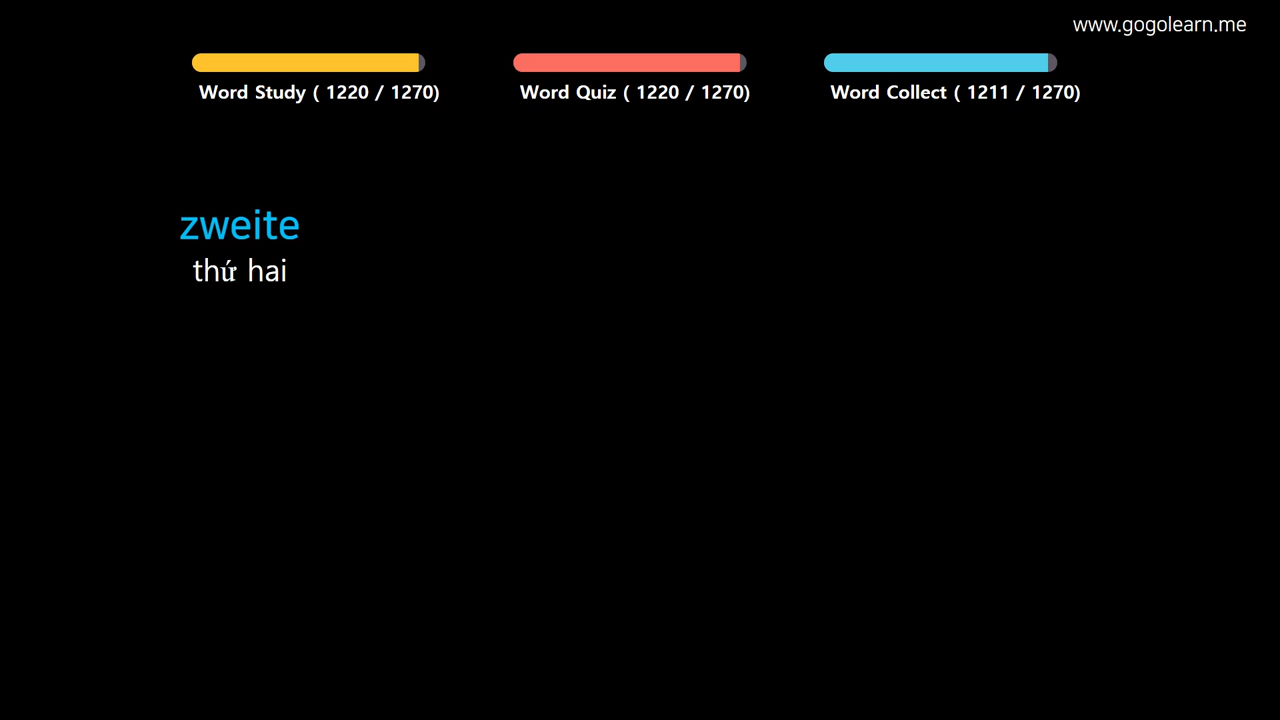 www.gogolearn.me
Word Study ( 1220 / 1270)
Word Quiz ( 1220 / 1270)
Word Collect ( 1211 / 1270)
zweite
thứ hai